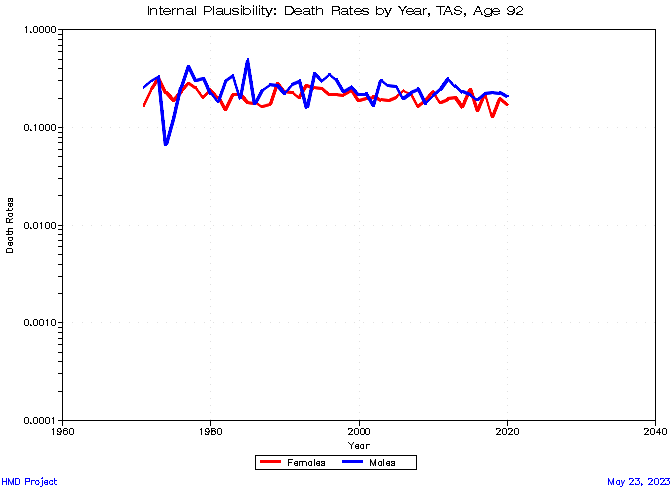 Internal Plausibility: Death Rates by Year, TAS, Age 92
1.0000
0.1000
0.0100
0.0010
0.0001
Death Rates
1960
1980
2000
2020
2040
Year
Females
Males
HMD Project
May 23, 2023